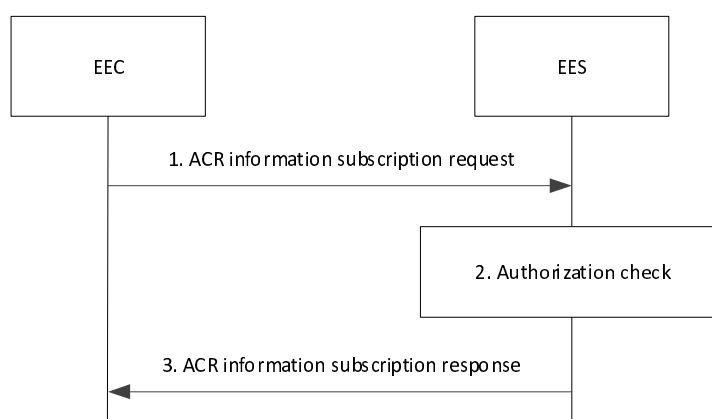 EEC
EES
1. ACR information subscription request
2. Authorization check
3. ACR information subscription response